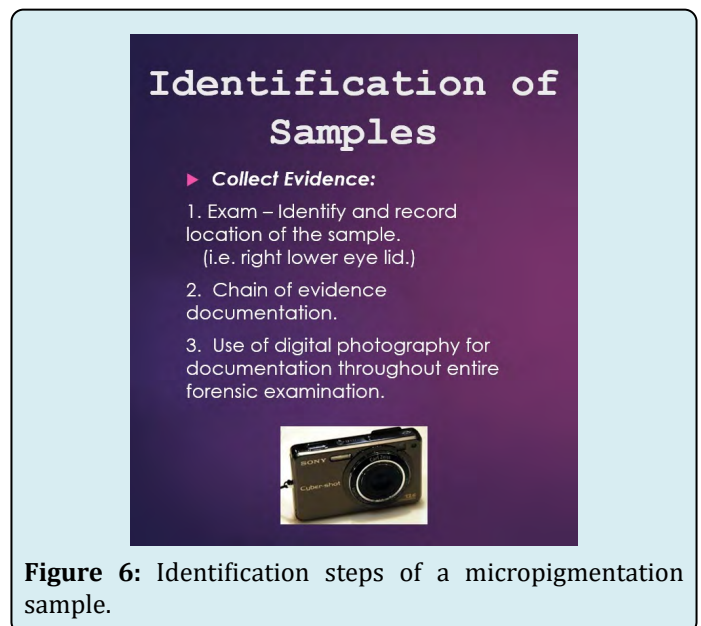 Identification of
Samples
Collect Evidence:
1. Exam – Identify and record
location of the sample.
(i.e. right lower eye lid.)
2. Chain of evidence
documentation.
3. Use of digital photography for
documentation throughout entire
forensic examination.
SONY
Cyber-shot
Figure 6: Identification steps of a micropigmentation
sample.